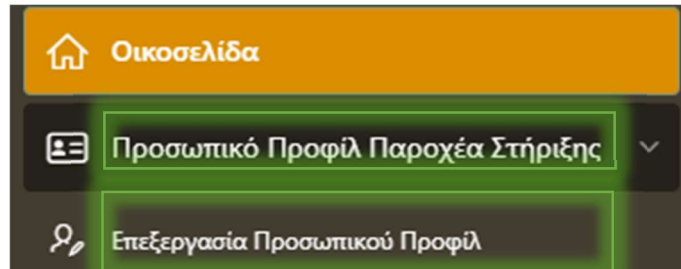 Οικοσελίδα
Προσωπικό Προφίλ Παροχέα Στήριξης
Επεξεργασία Προσωπικού Προφίλ